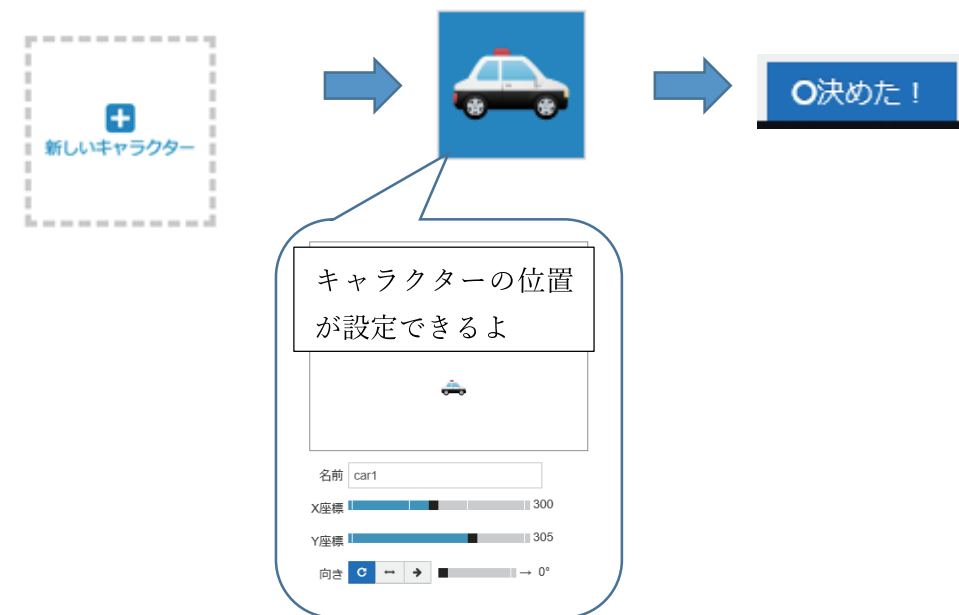 新しいキャラクター
O決めた！
キャラクターの位置
が設定できるよ
名前 car1
X座標 300
Y座標 305
向き → 0°